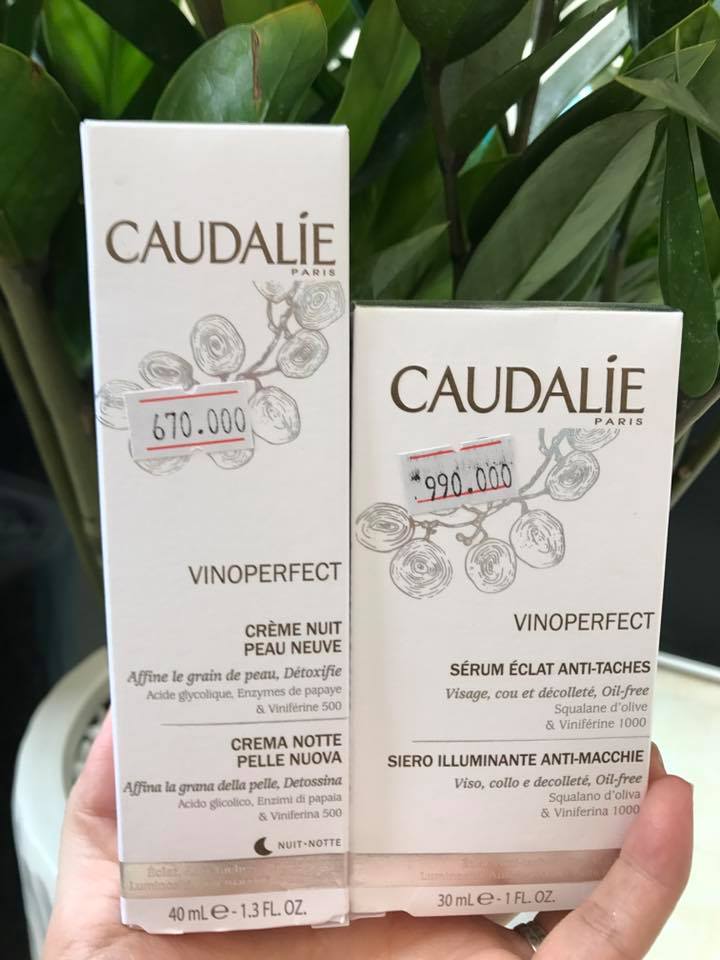 CAUDALÍE
PARIS
670.000
VINOPERFECT
CRÈME NUIT
PEAU NEUVE
Affine le grain de peau, Détoxifie
Acide glycolique, Enzymes de papaye
& Viniférine 500
CREMA NOTTE
PELLE NUOVA
Affina la grana della pelle, Detossina
Acido glicolico, Enzimi di papaia
& Viniferina 500
NUIT-NOTTE
Éclat,
40 mL e - 1.3 FL. OZ.
CAUDALÍE
PARIS
990.000
VINOPERFECT
SÉRUM ÉCLAT ANTI-TACHES
Visage, cou et décolleté, Oil-free
Squalane d'olive
& Viniférine 1000
SIERO ILLUMINANTE ANTI-MACCHIE
Viso, collo e decolleté, Oil-free
Squalano d'oliva
& Viniferina 1000
30 mL e - 1 FL. OZ.